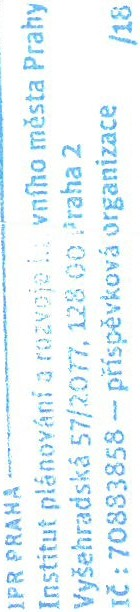 IPR PRAHA
Institut plánování a rozvoje vního města Prahy
Vyšehradská 57/2077, 128 00 Praha 2
IČ : 70883858 – příspěvková organizace /18